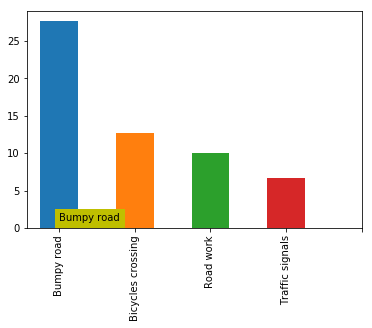 25
20
15
10
5
0
Bumpy road
Bumpy road
Bicycles crossing
Road work
Traffic signals